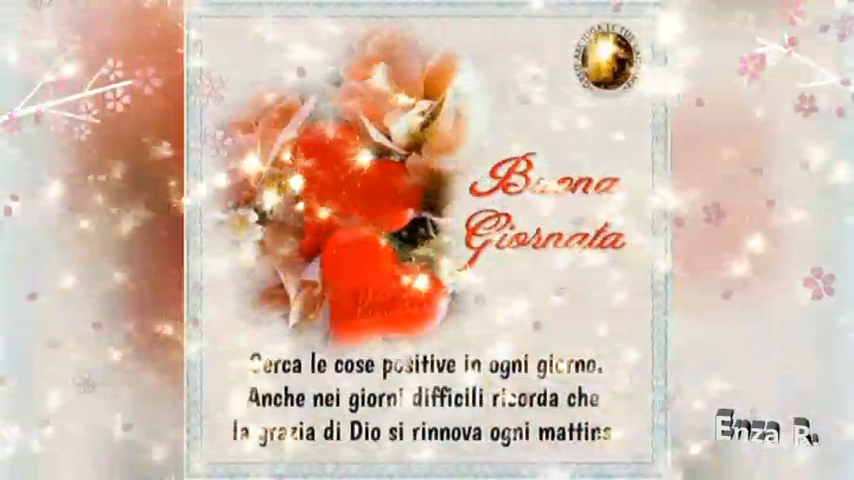 Buona
Giornata
Cerca le cose positive in ogni giorno.
Anche nei giorni difficili ricorda che
la grazia di Dio si rinnova ogni mattina
Enza R.